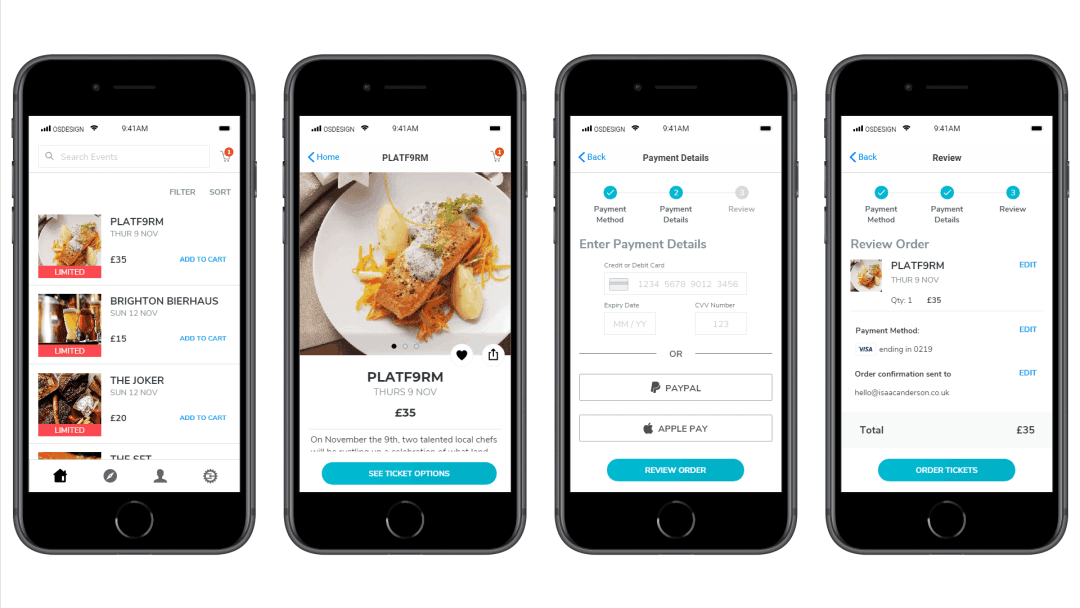 OSDESIGN 9:41AM
Search Events 1
FILTER SORT
PLATF9RM
THUR 9 NOV
£35 ADD TO CART
LIMITED
BRIGHTON BIERHAUS
SUN 12 NOV
£15 ADD TO CART
LIMITED
THE JOKER
SUN 12 NOV
£20 ADD TO CART
LIMITED
THE SET
OSDESIGN 9:41AM
Home PLATF9RM 1
PLATF9RM
THURS 9 NOV
£35
On November the 9th, two talented local chefs
will be rustling up a celebration of what land
SEE TICKET OPTIONS
OSDESIGN 9:41AM
Back Payment Details
2 3
Payment Method Payment Details Review
Enter Payment Details
Credit or Debit Card
1234 5678 9012 3456
Expiry Date CVV Number
MM / YY 123
OR
PAYPAL
APPLE PAY
REVIEW ORDER
OSDESIGN 9:41AM
Back Review
3
Payment Method Payment Details Review
Review Order
PLATF9RM EDIT
THUR 9 NOV
Qty: 1 £35
Payment Method: EDIT
VISA ending in 0219
Order confirmation sent to EDIT
hello@isaacanderson.co.uk
Total £35
ORDER TICKETS